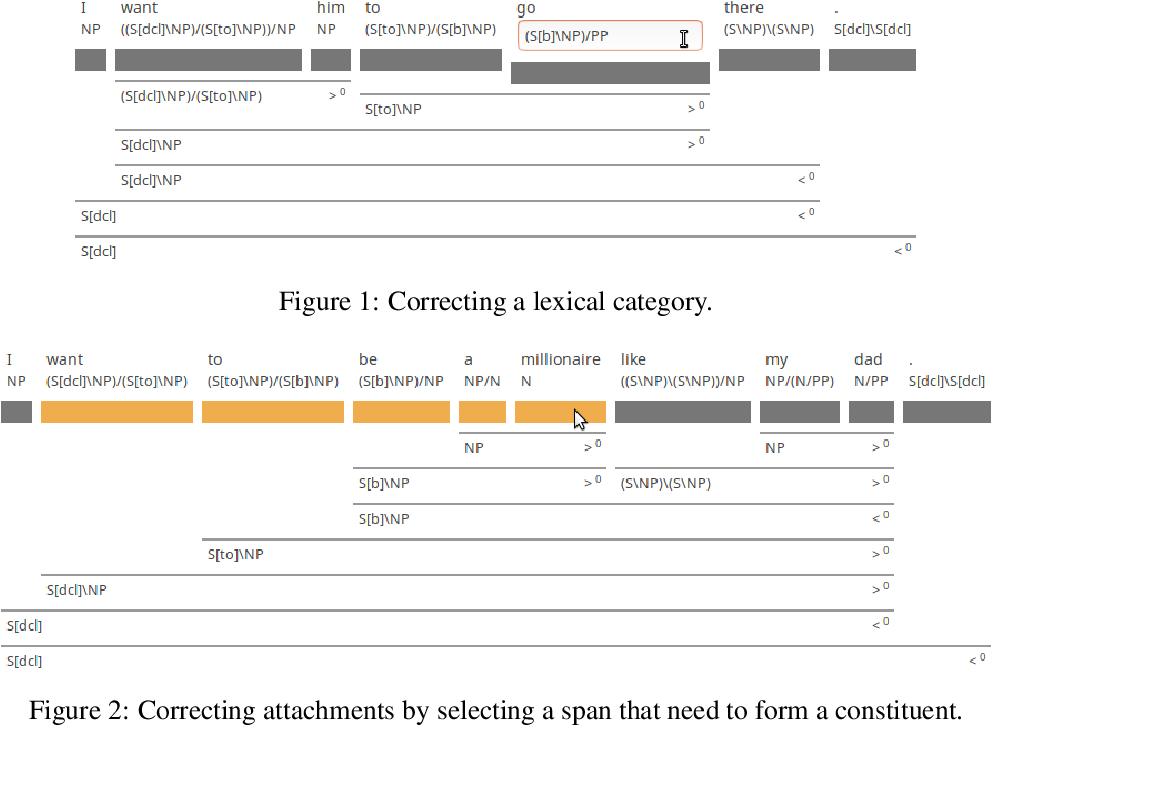 I want him to go there .
NP ((S[dcl]\NP)/(S[to]\NP))/NP NP (S[to]\NP)/(S[b]\NP) (S[b]\NP)/PP (S\NP)\(S\NP) S[dcl]\S[dcl]
(S[dcl]\NP)/(S[to]\NP) > 0
S[to]\NP > 0
S[dcl]\NP > 0
S[dcl]\NP < 0
S[dcl] < 0
S[dcl] < 0
Figure 1: Correcting a lexical category.
I want to be a millionaire like my dad .
NP (S[dcl]\NP)/(S[to]\NP) (S[to]\NP)/(S[b]\NP) (S[b]\NP)/NP NP/N N ((S\NP)\(S\NP))/NP NP/(N/PP) N/PP S[dcl]\S[dcl]
NP > 0 NP > 0
S[b]\NP > 0 (S\NP)\(S\NP) > 0
S[b]\NP < 0
S[to]\NP > 0
S[dcl]\NP > 0
S[dcl] < 0
S[dcl] < 0
Figure 2: Correcting attachments by selecting a span that need to form a constituent.